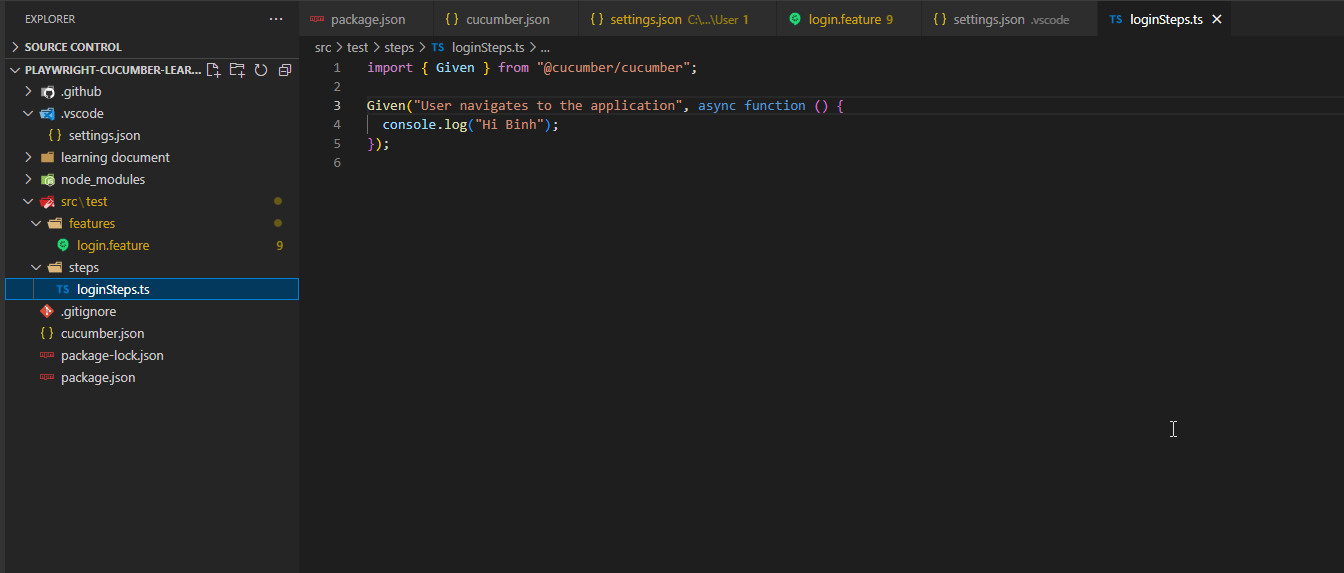 EXPLORER
SOURCE CONTROL
PLAYWRIGHT-CUCUMBER-LEAR...
.github
.vscode
settings.json
learning document
node_modules
src\test
features
login.feature 9
steps
TS loginSteps.ts
.gitignore
cucumber.json
package-lock.json
package.json
package.json {} cucumber.json {} settings.json C:\...\User 1 login.feature 9 {} settings.json .vscode TS loginSteps.ts
src > test > steps > TS loginSteps.ts > ...
1 import { Given } from "@cucumber/cucumber";
2
3 Given("User navigates to the application", async function () {
4 console.log("Hi Binh");
5 });
6